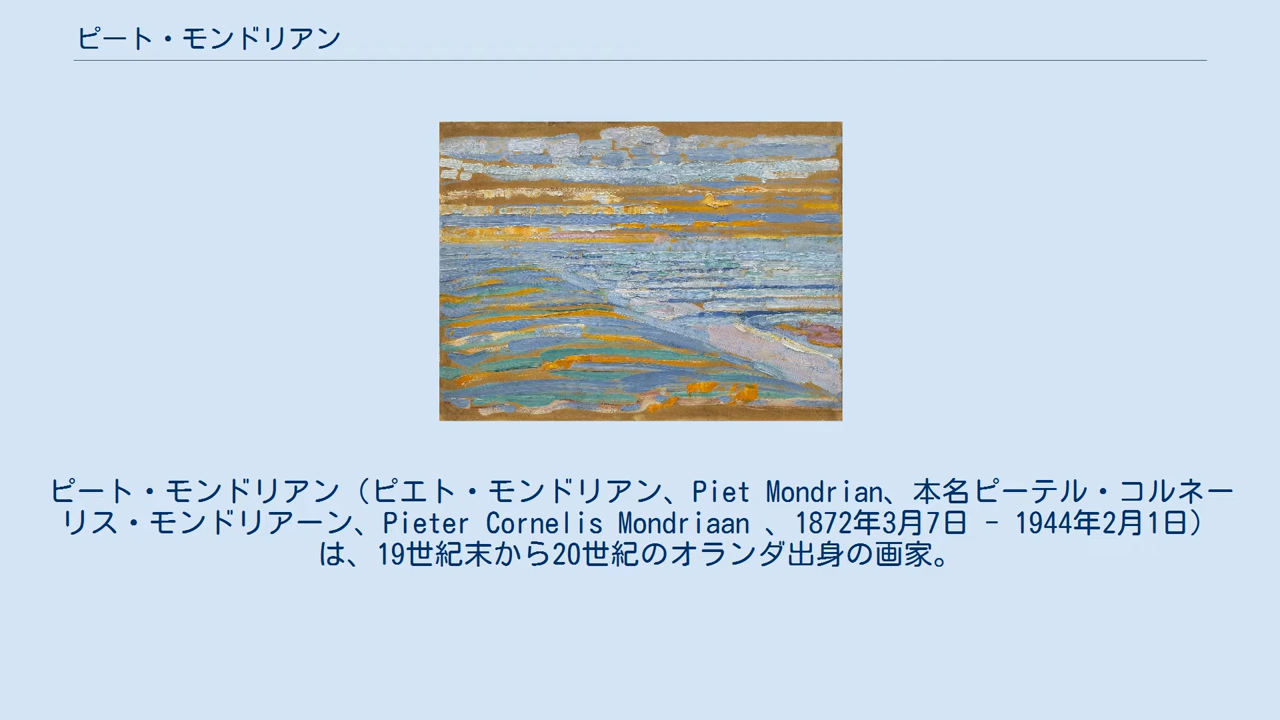 ピート・モンドリアン
ピート・モンドリアン（ピエト・モンドリアン、Piet Mondrian、本名ピーテル・コルネー
リス・モンドリアーン、Pieter Cornelis Mondriaan 、1872年3月7日 - 1944年2月1日）
は、19世紀末から20世紀のオランダ出身の画家。